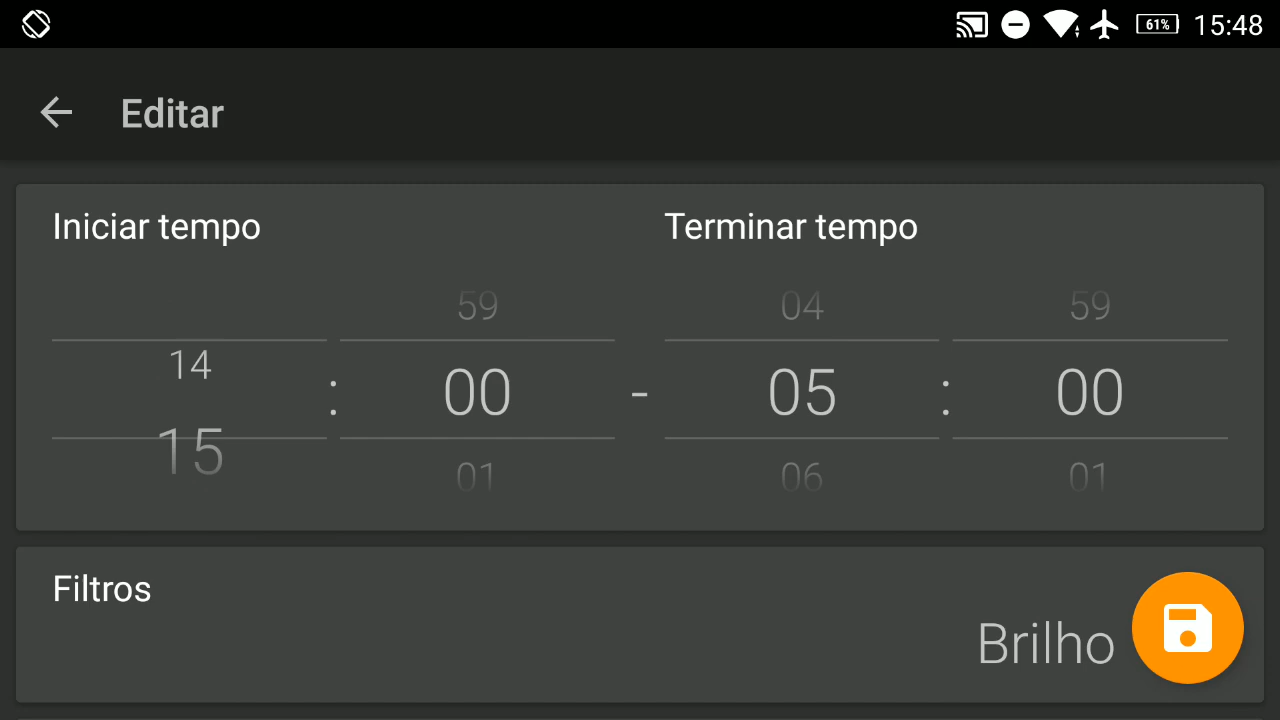 61% 15:48
Editar
Iniciar tempo Terminar tempo
59 04 59
14 : 00 - 05 : 00
15 01 06 01
Filtros
Brilho